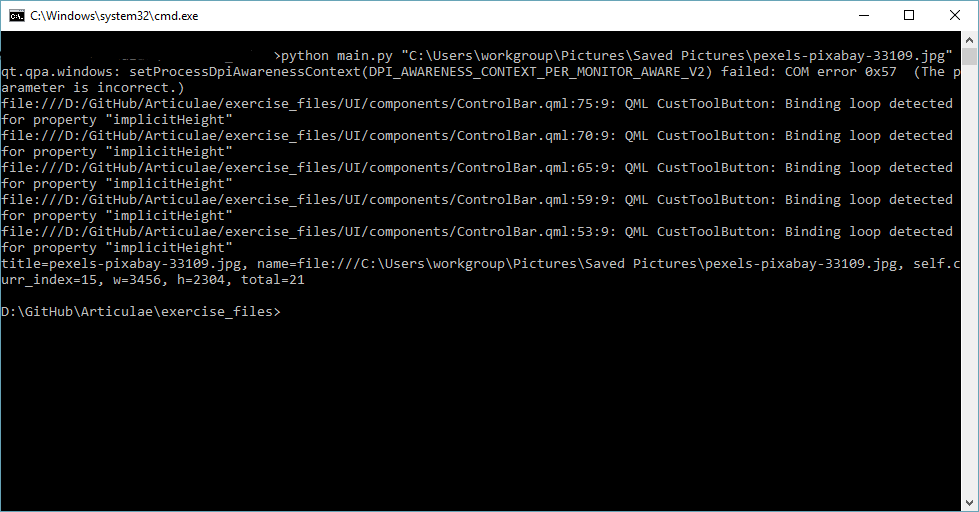 C:\Windows\system32\cmd.exe
>python main.py "C:\Users\workgroup\Pictures\Saved Pictures\pexels-pixabay-33109.jpg"
qt.qpa.windows: setProcessDpiAwarenessContext(DPI_AWARENESS_CONTEXT_PER_MONITOR_AWARE_V2) failed: COM error 0x57  (The p
arameter is incorrect.)
file:///D:/GitHub/Articulae/exercise_files/UI/components/ControlBar.qml:75:9: QML CustToolButton: Binding loop detected
for property "implicitHeight"
file:///D:/GitHub/Articulae/exercise_files/UI/components/ControlBar.qml:70:9: QML CustToolButton: Binding loop detected
for property "implicitHeight"
file:///D:/GitHub/Articulae/exercise_files/UI/components/ControlBar.qml:65:9: QML CustToolButton: Binding loop detected
for property "implicitHeight"
file:///D:/GitHub/Articulae/exercise_files/UI/components/ControlBar.qml:59:9: QML CustToolButton: Binding loop detected
for property "implicitHeight"
file:///D:/GitHub/Articulae/exercise_files/UI/components/ControlBar.qml:53:9: QML CustToolButton: Binding loop detected
for property "implicitHeight"
title=pexels-pixabay-33109.jpg, name=file:///C:\Users\workgroup\Pictures\Saved Pictures\pexels-pixabay-33109.jpg, self.c
urr_index=15, w=3456, h=2304, total=21
D:\GitHub\Articulae\exercise_files>